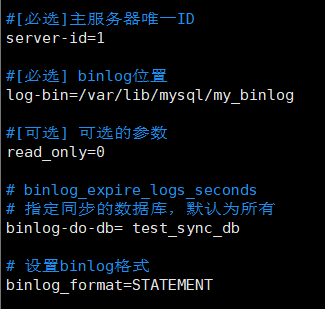 #[必选]主服务器唯一ID
server-id=1
#[必选] binlog位置
log-bin=/var/lib/mysql/my_binlog
#[可选] 可选的参数
read_only=0
# binlog_expire_logs_seconds
# 指定同步的数据库，默认为所有
binlog-do-db= test_sync_db
# 设置binlog格式
binlog_format=STATEMENT